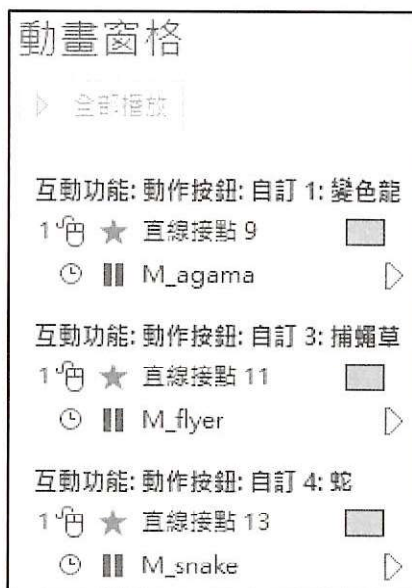 動畫窗格
全部播放
互動功能: 動作按鈕: 自訂 1: 變色龍
1 直線接點 9
M_agama
互動功能: 動作按鈕: 自訂 3: 捕蠅草
1 直線接點 11
M_flyer
互動功能: 動作按鈕: 自訂 4: 蛇
1 直線接點 13
M_snake